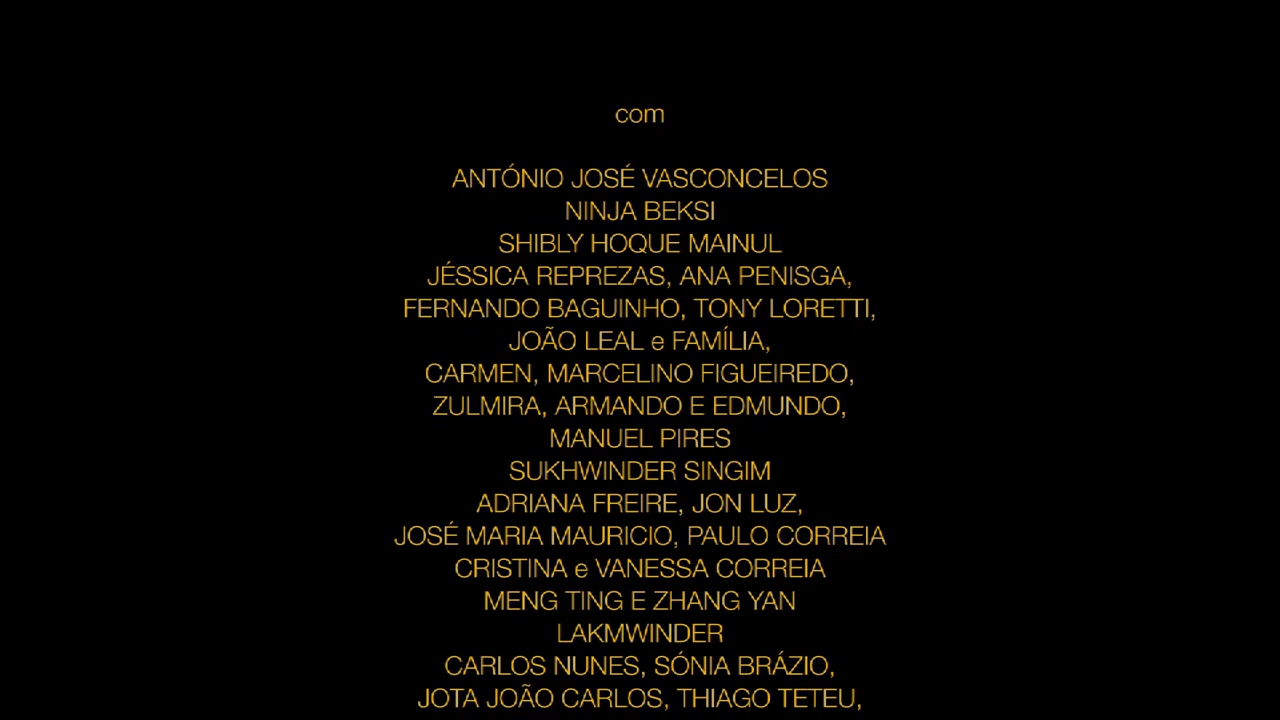 com
ANTÓNIO JOSÉ VASCONCELOS
NINJA BEKSI
SHIBLY HOQUE MAINUL
JÉSSICA REPREZAS, ANA PENISGA,
FERNANDO BAGUINHO, TONY LORETTI,
JOÃO LEAL e FAMÍLIA,
CARMEN, MARCELINO FIGUEIREDO,
ZULMIRA, ARMANDO E EDMUNDO,
MANUEL PIRES
SUKHWINDER SINGIM
ADRIANA FREIRE, JON LUZ,
JOSÉ MARIA MAURICIO, PAULO CORREIA
CRISTINA e VANESSA CORREIA
MENG TING E ZHANG YAN
LAKMWINDER
CARLOS NUNES, SÓNIA BRÁZIO,
JOTA JOÃO CARLOS, THIAGO TETEU,